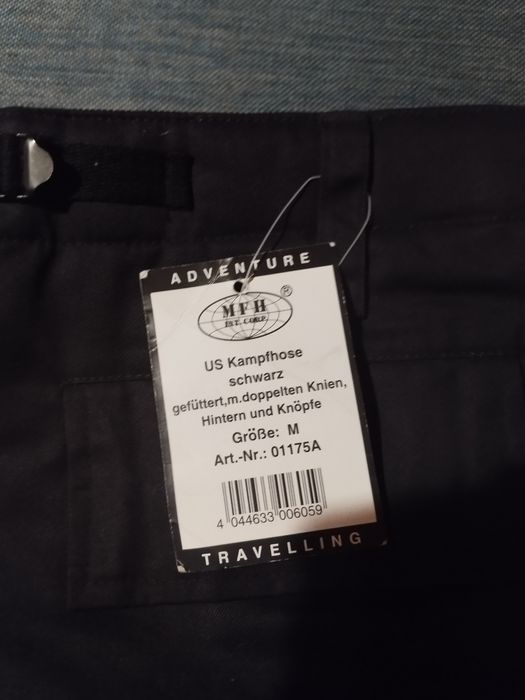 ADVENTURE
MFH
®
INT. CORP.
US Kampfhose
schwarz
gefüttert,m.doppelten Knien,
Hintern und Knöpfe
Größe: M
Art.-Nr.: 01175A
4 044633 006059
TRAVELLING